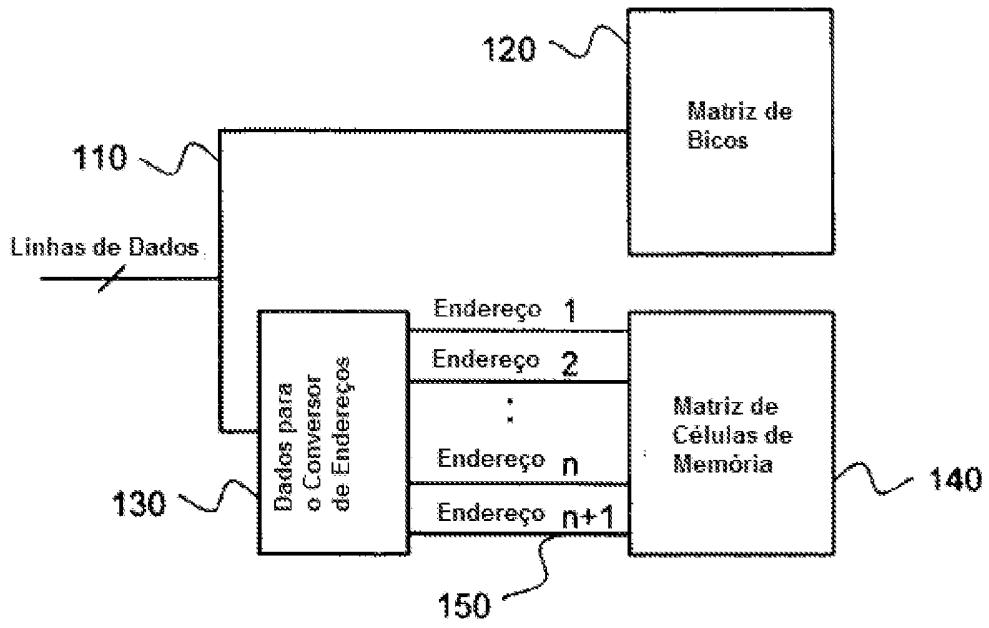 120
Matriz de
Bicos
110
Linhas de Dados
Endereço 1
Endereço 2
Dados para
o Conversor
de Endereços
Matriz de
Células de
Memória
Endereço n
130
140
Endereço n+1
150